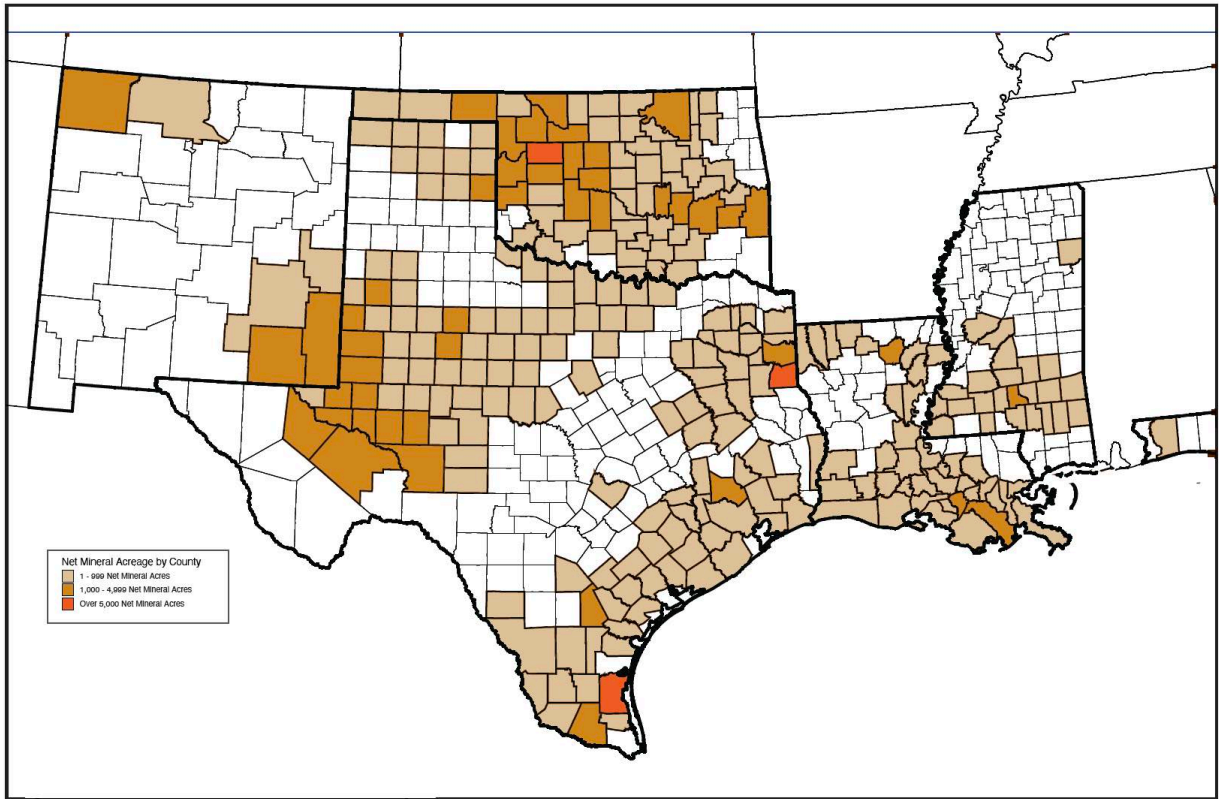 Net Mineral Acreage by County
1 - 999 Net Mineral Acres
1,000 - 4,999 Net Mineral Acres
Over 5,000 Net Mineral Acres